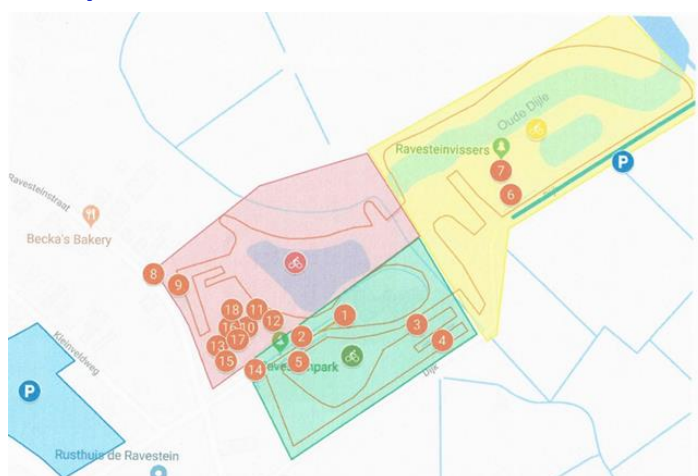 Oude Dijle
Ravesteinvissers
P
7
6
Ravesteinstraat
Becka's Bakery
8
9
18
11
16
10
12
1
3
2
17
13
4
15
5
14
Dijk
Kleinveldweg
P
Rusthuis de Ravestein